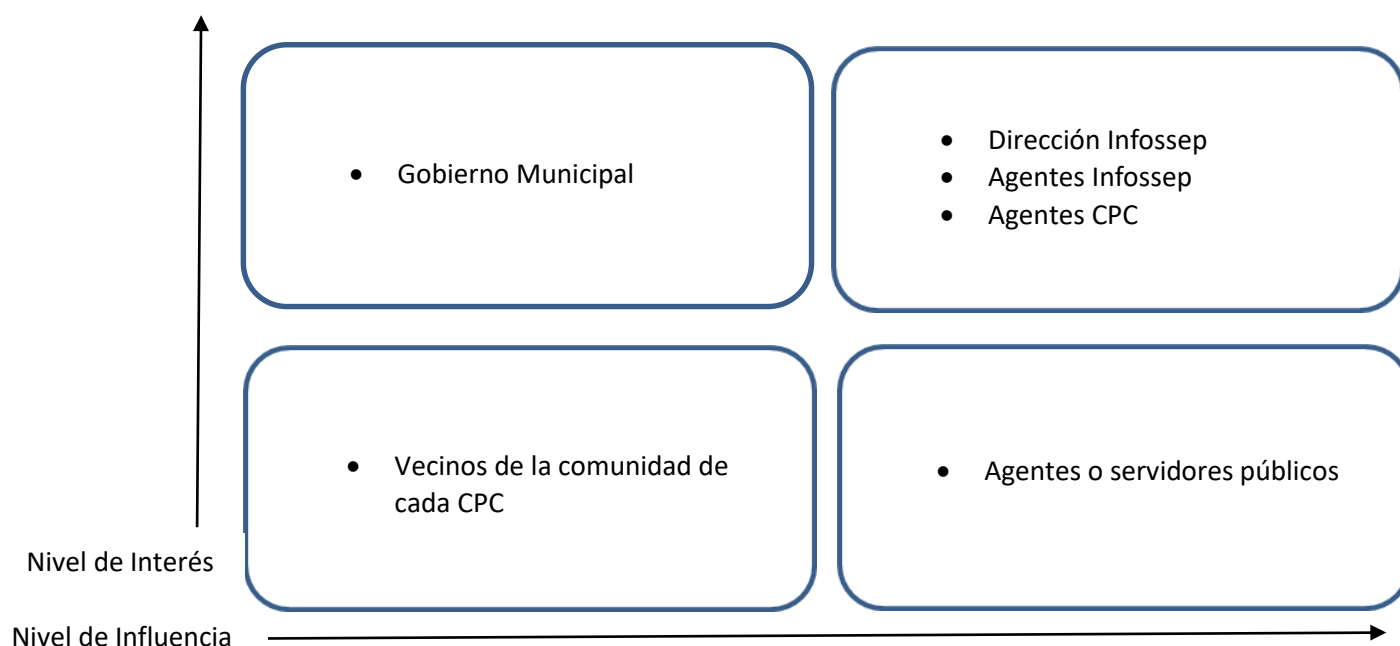 • Gobierno Municipal
• Dirección Infossep
• Agentes Infossep
• Agentes CPC
• Vecinos de la comunidad de
cada CPC
• Agentes o servidores públicos
Nivel de Interés
Nivel de Influencia